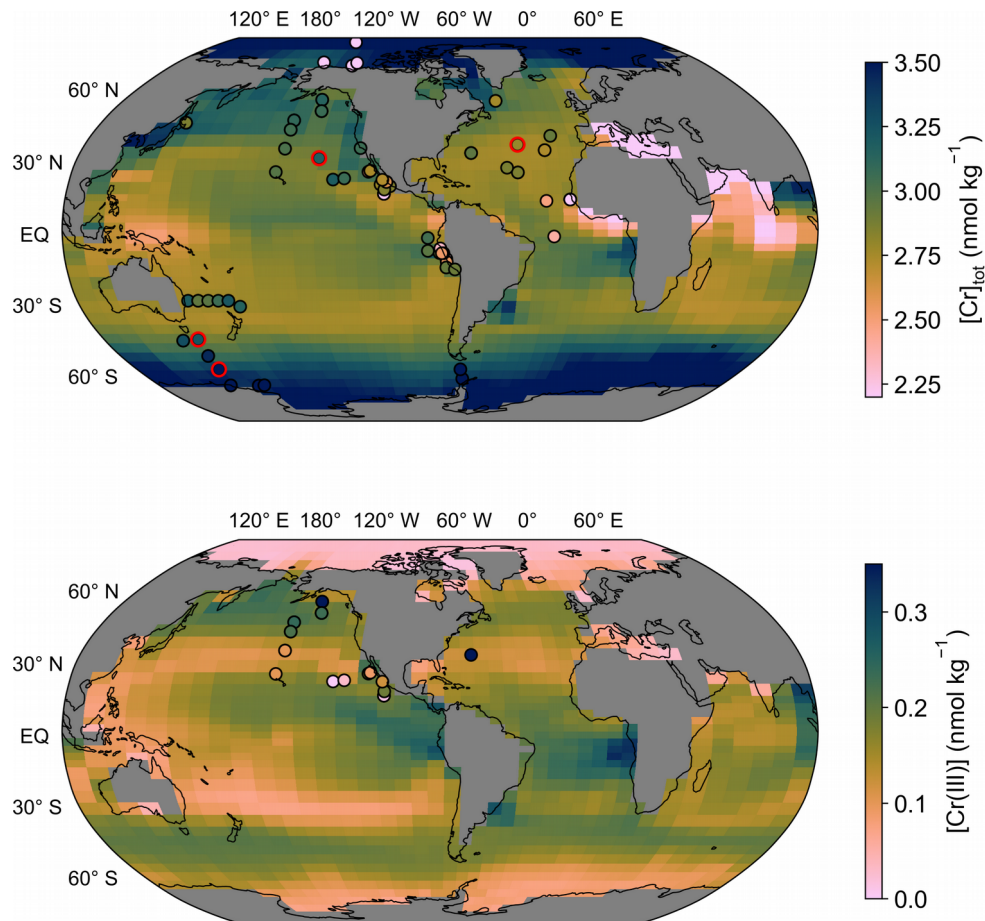 120° E 180° 120° W 60° W 0° 60° E
60° N
30° N
EQ
30° S
60° S
3.50
3.25
3.00
2.75
2.50
2.25
[Cr]tot (nmol kg−1)
120° E 180° 120° W 60° W 0° 60° E
60° N
30° N
EQ
30° S
60° S
0.3
0.2
0.1
0.0
[Cr(III)] (nmol kg−1)